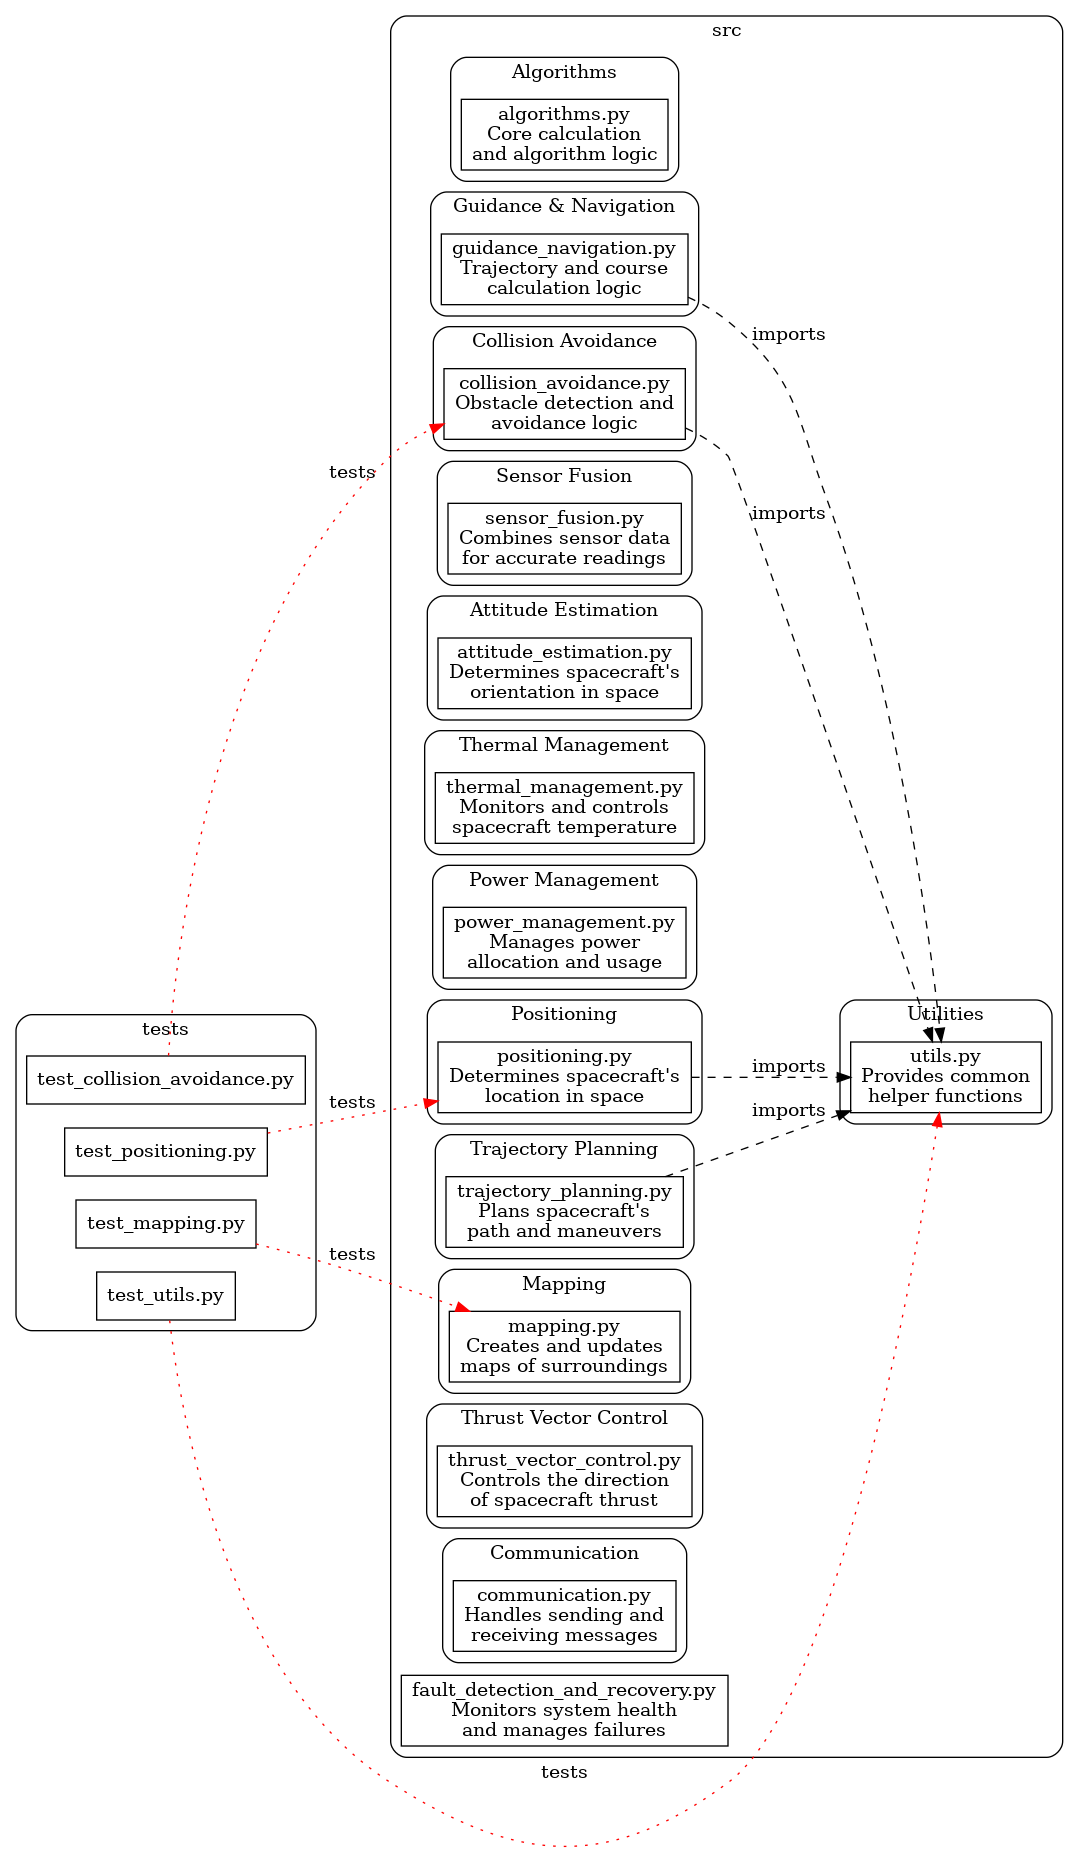 src
Algorithms
algorithms.py
Core calculation
and algorithm logic
Guidance & Navigation
guidance_navigation.py
Trajectory and course
calculation logic
imports
Collision Avoidance
collision_avoidance.py
Obstacle detection and
avoidance logic
tests
imports
Sensor Fusion
sensor_fusion.py
Combines sensor data
for accurate readings
Attitude Estimation
attitude_estimation.py
Determines spacecraft's
orientation in space
Thermal Management
thermal_management.py
Monitors and controls
spacecraft temperature
Power Management
power_management.py
Manages power
allocation and usage
Positioning
positioning.py
Determines spacecraft's
location in space
imports
Utilities
utils.py
Provides common
helper functions
tests
test_collision_avoidance.py
test_positioning.py
test_mapping.py
test_utils.py
tests
imports
Trajectory Planning
trajectory_planning.py
Plans spacecraft's
path and maneuvers
tests
Mapping
mapping.py
Creates and updates
maps of surroundings
Thrust Vector Control
thrust_vector_control.py
Controls the direction
of spacecraft thrust
Communication
communication.py
Handles sending and
receiving messages
fault_detection_and_recovery.py
Monitors system health
and manages failures
tests